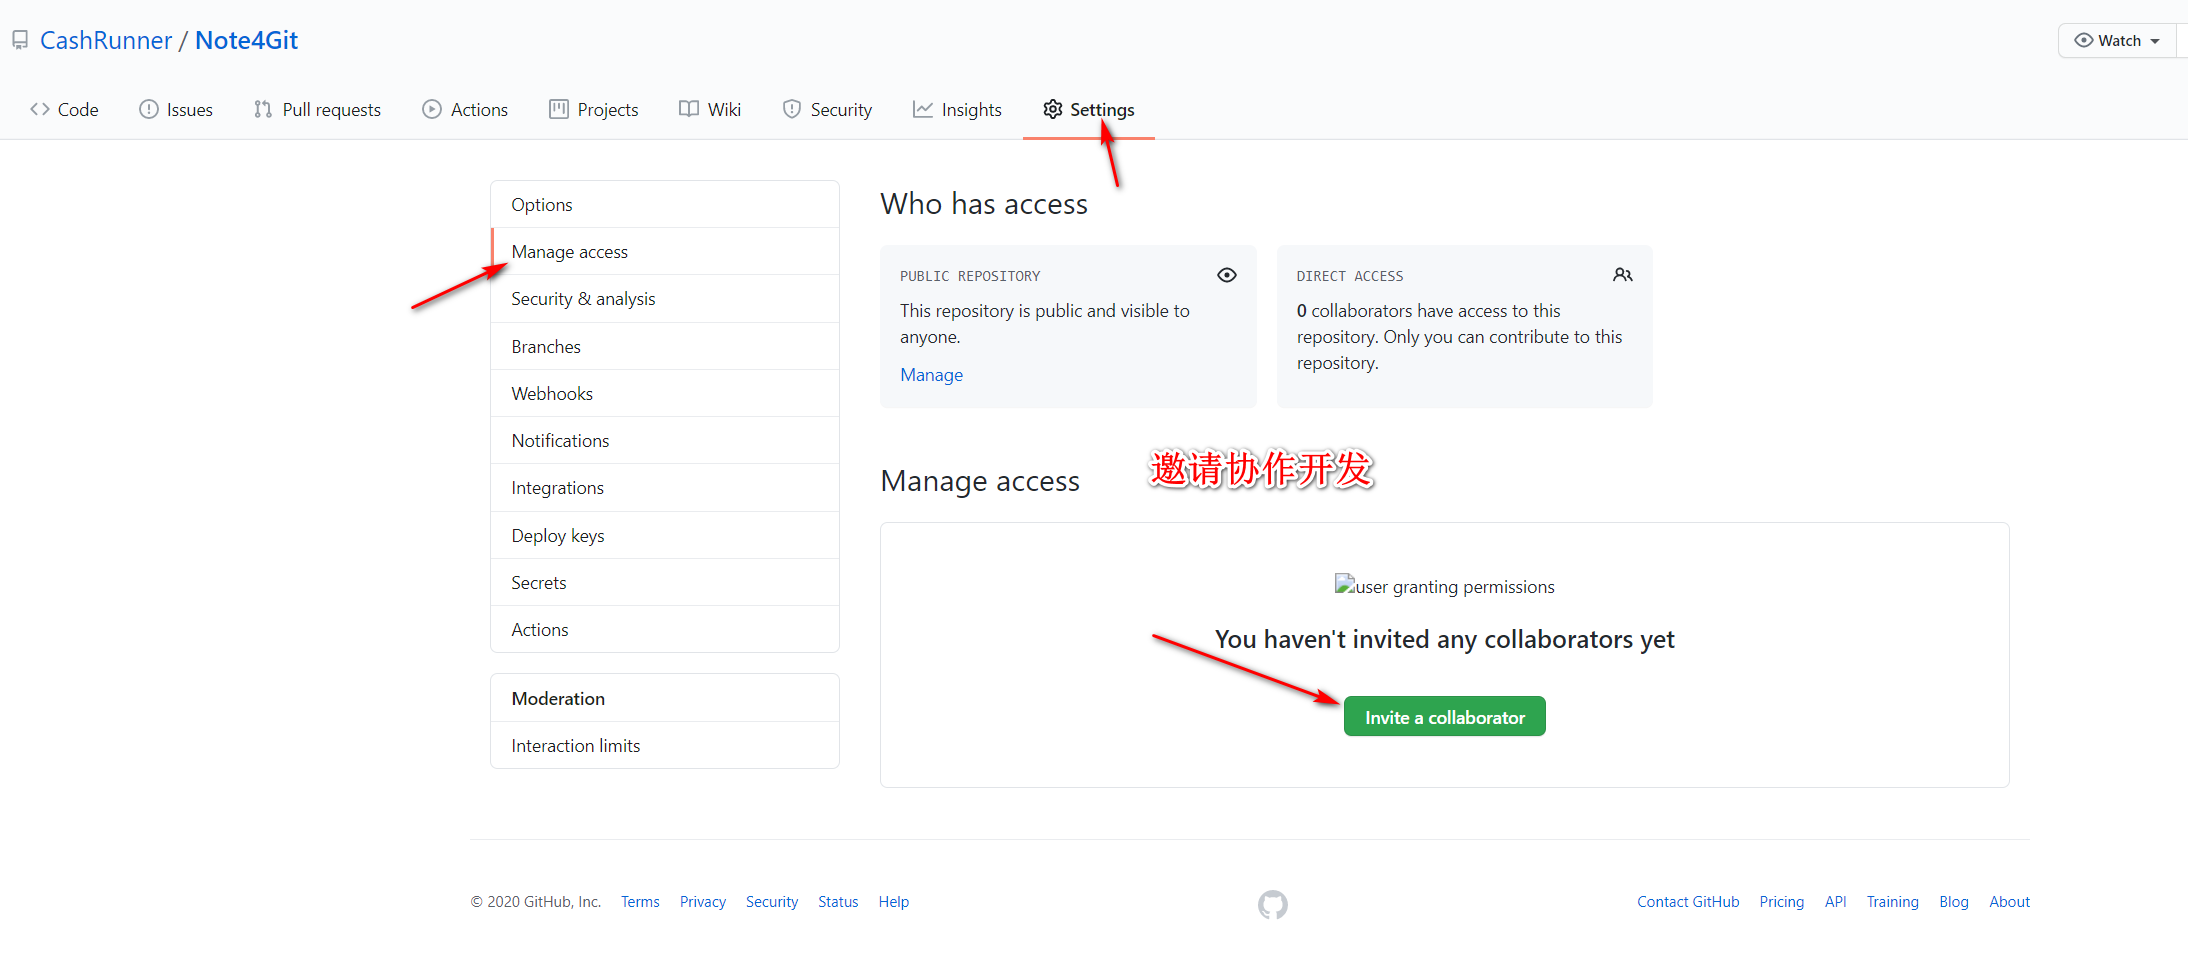 CashRunner / Note4Git
Watch
Code Issues Pull requests Actions Projects Wiki Security Insights Settings
Options
Manage access
Security & analysis
Branches
Webhooks
Notifications
Integrations
Deploy keys
Secrets
Actions
Moderation
Interaction limits
Who has access
PUBLIC REPOSITORY
This repository is public and visible to
anyone.
Manage
DIRECT ACCESS
0 collaborators have access to this
repository. Only you can contribute to this
repository.
Manage access
邀请协作开发
user granting permissions
You haven't invited any collaborators yet
Invite a collaborator
© 2020 GitHub, Inc. Terms Privacy Security Status Help
Contact GitHub Pricing API Training Blog About